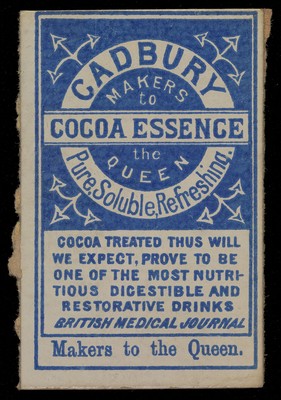 CADBURY
MAKERS
to
COCOA ESSENCE
the
QUEEN
Pure, Soluble, Refreshing.
COCOA TREATED THUS WILL
WE EXPECT, PROVE TO BE
ONE OF THE MOST NUTRI-
TIOUS DIGESTIBLE AND
RESTORATIVE DRINKS
BRITISH MEDICAL JOURNAL
Makers to the Queen.